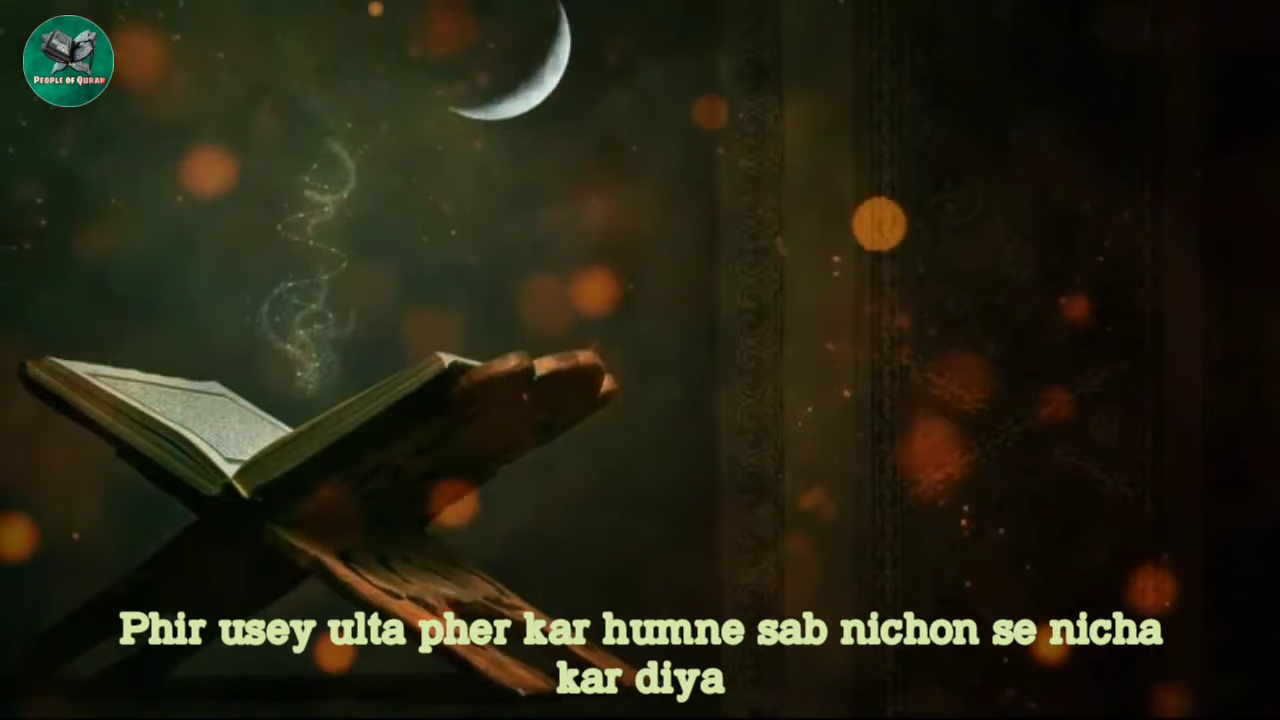 People of Quran
Phir usey ulta pher kar humne sab nichon se nicha
kar diya